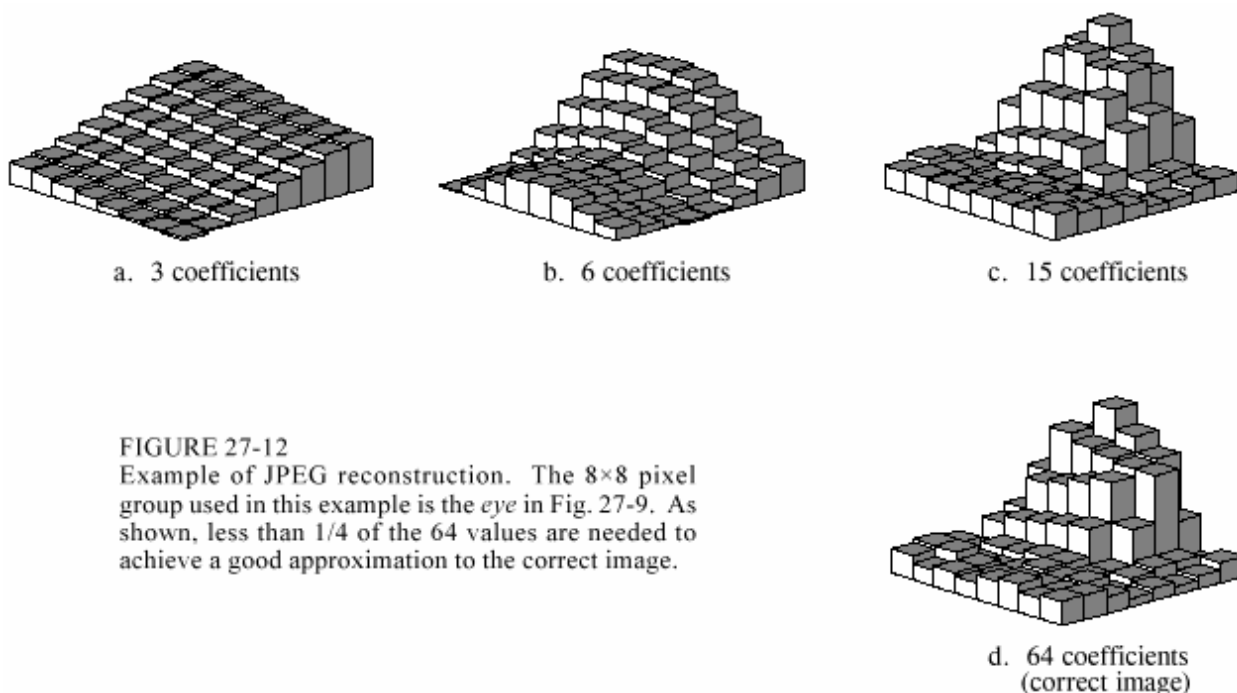 a. 3 coefficients
b. 6 coefficients
c. 15 coefficients
FIGURE 27-12
Example of JPEG reconstruction. The 8×8 pixel
group used in this example is the eye in Fig. 27-9. As
shown, less than 1/4 of the 64 values are needed to
achieve a good approximation to the correct image.
d. 64 coefficients
(correct image)